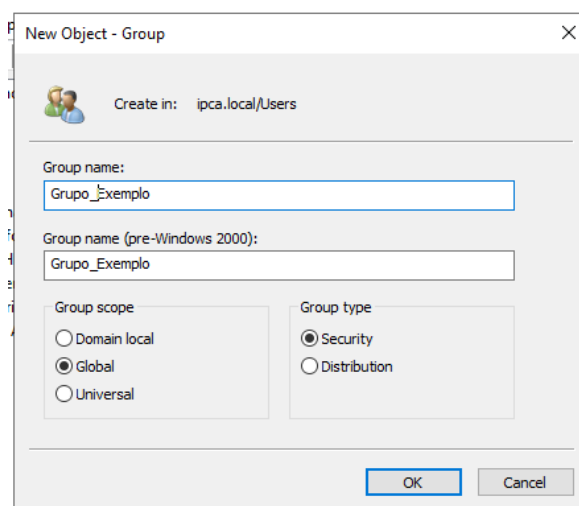 New Object - Group
Create in: ipca.local/Users
Group name:
Grupo_Exemplo
Group name (pre-Windows 2000):
Grupo_Exemplo
Group scope
Domain local
Global
Universal
Group type
Security
Distribution
OK
Cancel